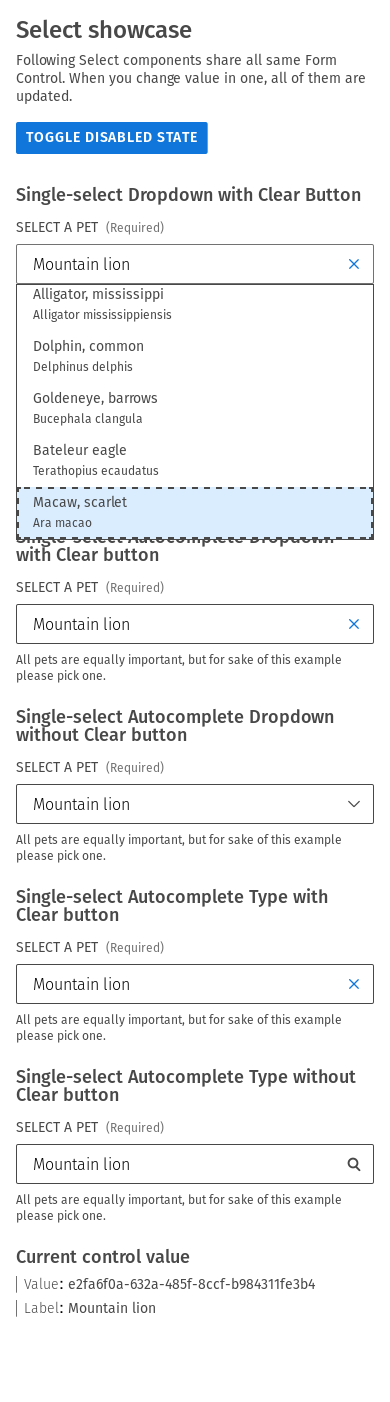 Select showcase
Following Select components share all same Form
Control. When you change value in one, all of them are
updated.
TOGGLE DISABLED STATE
Single-select Dropdown with Clear Button
SELECT A PET (Required)
Mountain lion
Alligator, mississippi
Alligator mississippiensis
Dolphin, common
Delphinus delphis
Goldeneye, barrows
Bucephala clangula
Bateleur eagle
Terathopius ecaudatus
Macaw, scarlet
Ara macao
Single-select Autocomplete Dropdown
with Clear button
SELECT A PET (Required)
Mountain lion
All pets are equally important, but for sake of this example
please pick one.
Single-select Autocomplete Dropdown
without Clear button
SELECT A PET (Required)
Mountain lion
All pets are equally important, but for sake of this example
please pick one.
Single-select Autocomplete Type with
Clear button
SELECT A PET (Required)
Mountain lion
All pets are equally important, but for sake of this example
please pick one.
Single-select Autocomplete Type without
Clear button
SELECT A PET (Required)
Mountain lion
All pets are equally important, but for sake of this example
please pick one.
Current control value
Value: e2fa6f0a-632a-485f-8ccf-b984311fe3b4
Label: Mountain lion